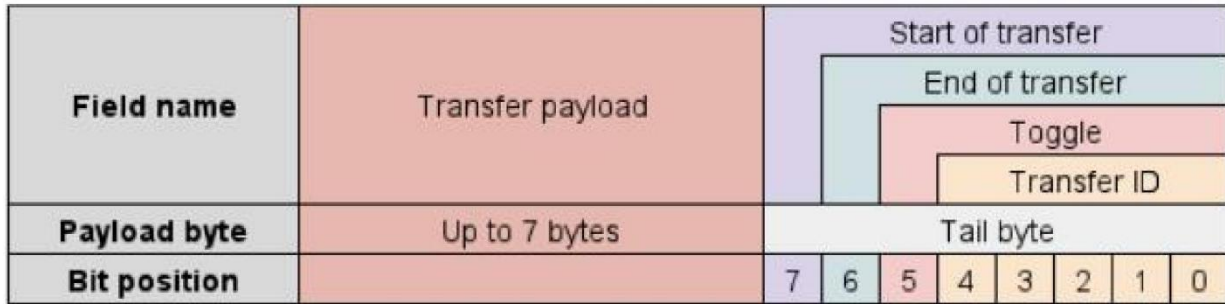 Start of transfer
End of transfer
Field name Transfer payload
Toggle
Transfer ID
Payload byte Up to 7 bytes Tail byte
Bit position 7 6 5 4 3 2 1 0